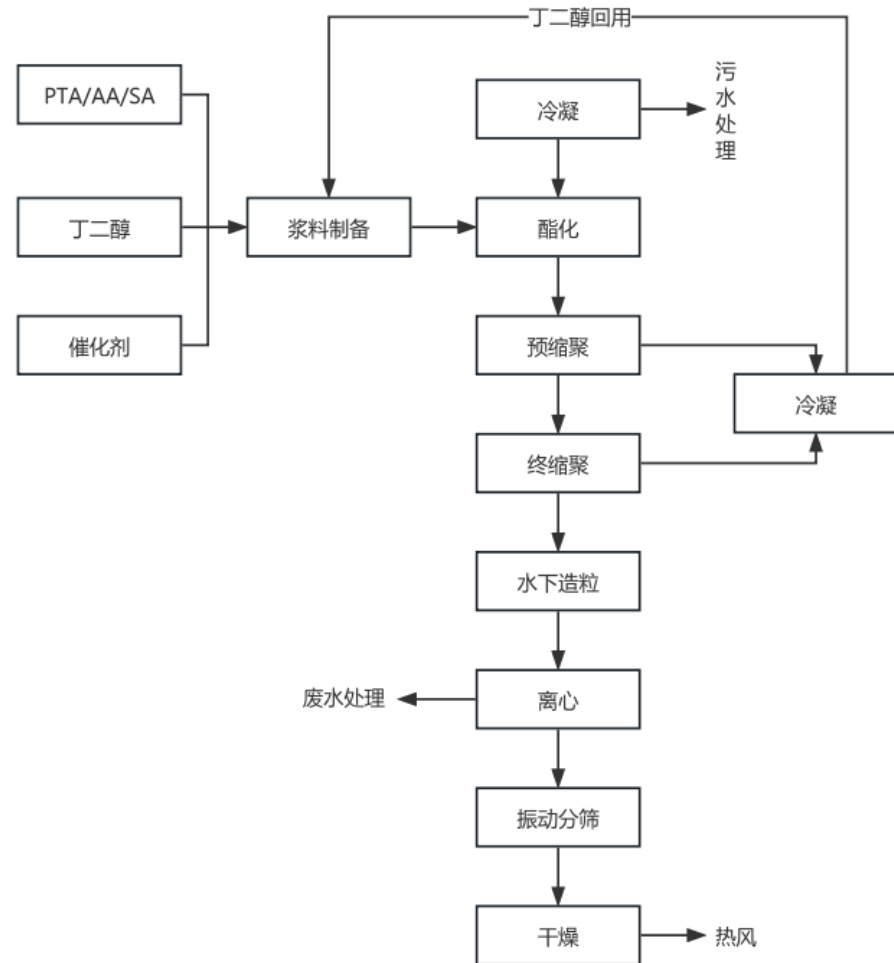 丁二醇回用
PTA/AA/SA
冷凝
污水处理
丁二醇
浆料制备
酯化
催化剂
预缩聚
冷凝
终缩聚
水下造粒
废水处理
离心
振动分筛
干燥
热风